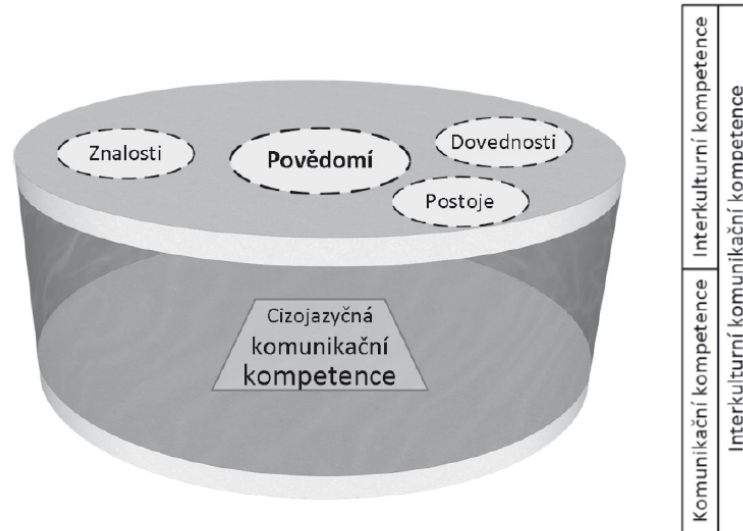 Znalosti
Povědomí
Dovednosti
Postoje
Cizojazyčná
komunikační
kompetence
Interkulturní kompetence
Komunikační kompetence
Interkulturní komunikační kompetence